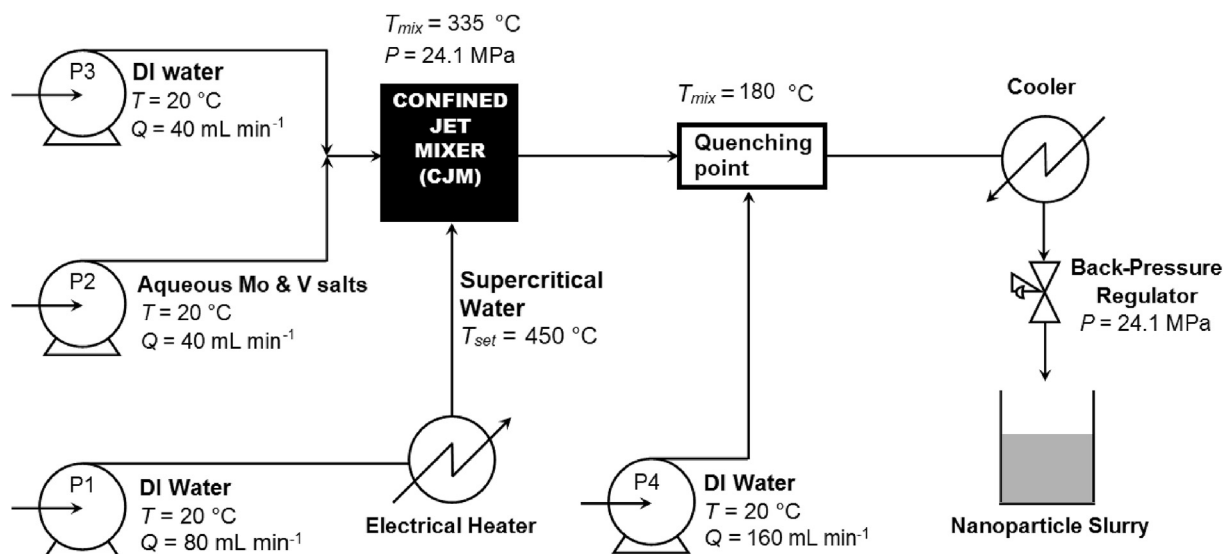 P3
DI water
T = 20 °C
Q = 40 mL min⁻¹
T_mix = 335 °C
P = 24.1 MPa
CONFINED
JET
MIXER
(CJM)
T_mix = 180 °C
Quenching
point
Cooler
P2
Aqueous Mo & V salts
T = 20 °C
Q = 40 mL min⁻¹
Supercritical
Water
T_set = 450 °C
Back-Pressure
Regulator
P = 24.1 MPa
P1
DI Water
T = 20 °C
Q = 80 mL min⁻¹
Electrical Heater
P4
DI Water
T = 20 °C
Q = 160 mL min⁻¹
Nanoparticle Slurry